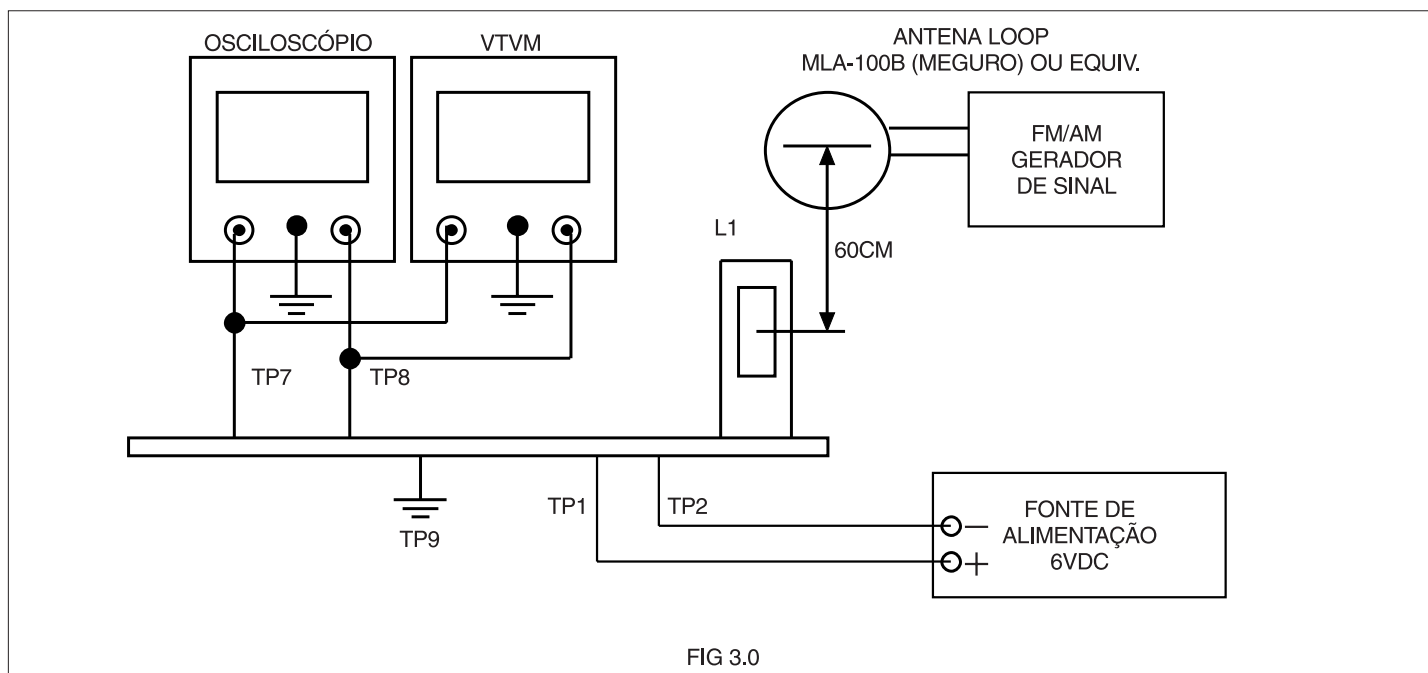 OSCILOSCÓPIO
VTVM
ANTENA LOOP
MLA-100B (MEGURO) OU EQUIV.
FM/AM
GERADOR
DE SINAL
L1
60CM
TP7
TP8
TP1
TP2
TP9
FONTE DE
ALIMENTAÇÃO
6VDC
−
+
FIG 3.0